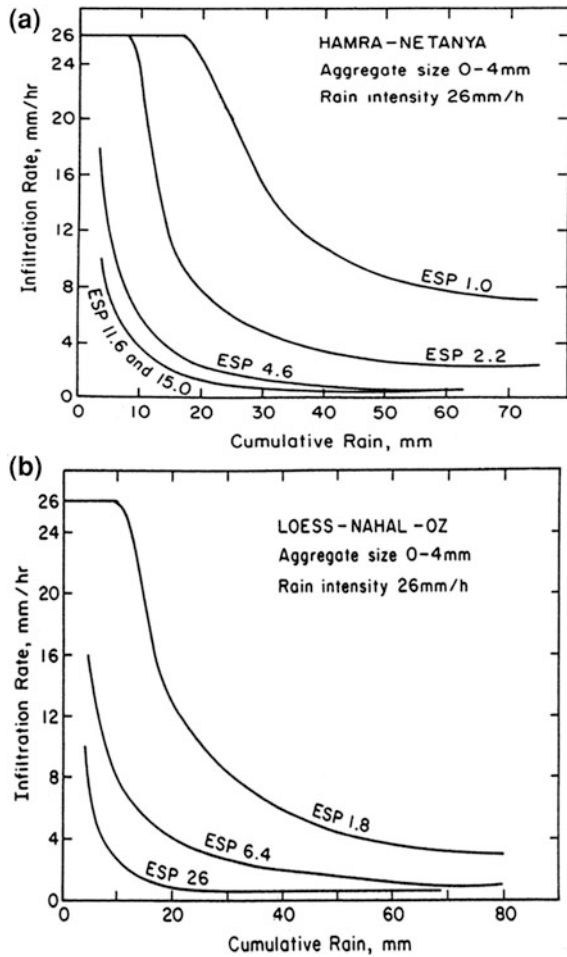 (a)
HAMRA-NETANYA
Aggregate size 0-4mm
Rain intensity 26mm/h
Infiltration Rate, mm/hr
26
24
20
16
12
8
4
0
ESP 1.0
ESP 2.2
ESP 4.6
ESP 11.6 and 15.0
0 10 20 30 40 50 60 70
Cumulative Rain, mm
(b)
LOESS-NAHAL-OZ
Aggregate size 0-4mm
Rain intensity 26mm/h
Infiltration Rate, mm/hr
26
24
20
16
12
8
4
0
ESP 1.8
ESP 6.4
ESP 26
0 20 40 60 80
Cumulative Rain, mm